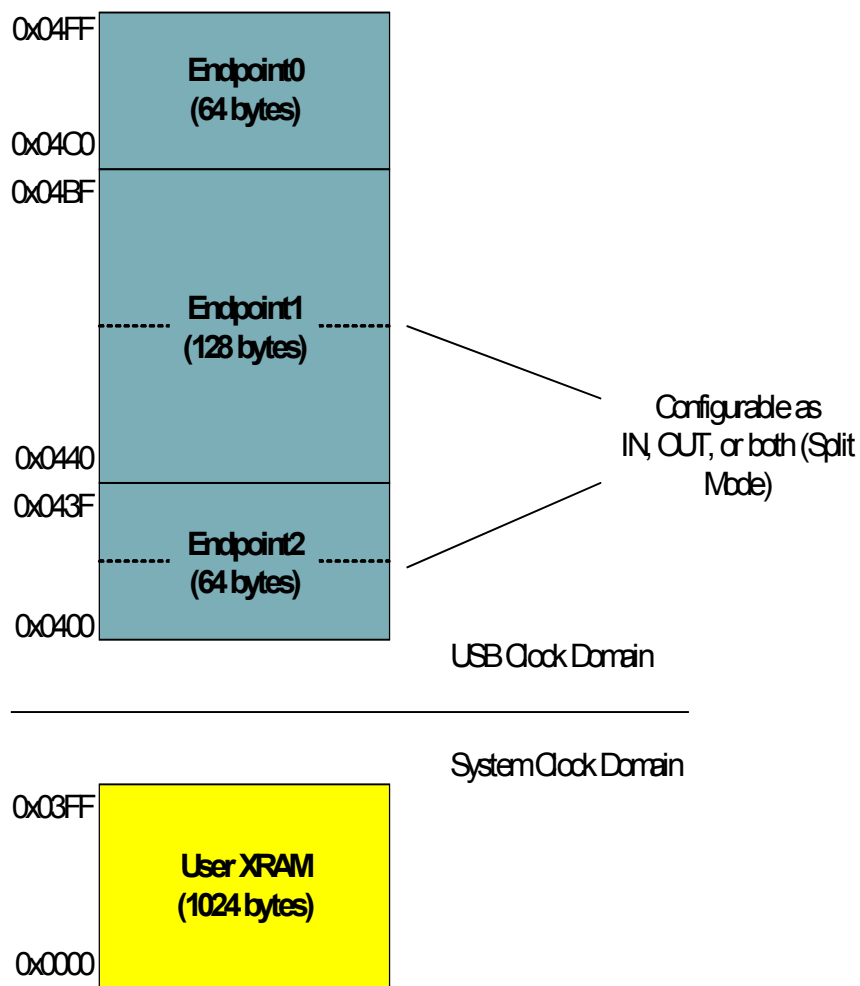 0x04FF
Endpoint0
(64 bytes)
0x04C0
0x04BF
Endpoint1
(128 bytes)
Configurable as
IN, OUT, or both (Split
Mode)
0x0440
0x043F
Endpoint2
(64 bytes)
0x0400
USB Clock Domain
System Clock Domain
0x03FF
User XRAM
(1024 bytes)
0x0000